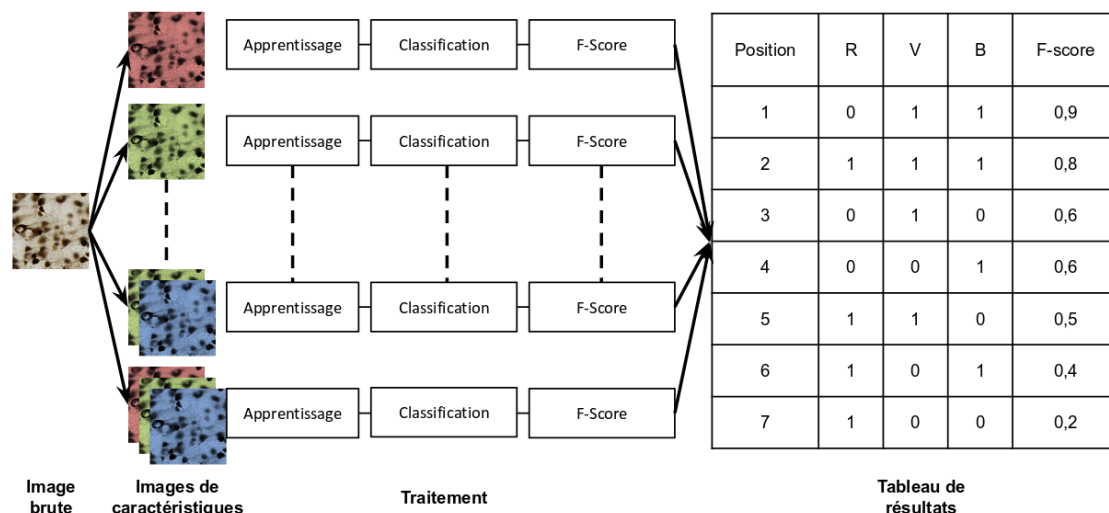 Apprentissage Classification F-Score
Apprentissage Classification F-Score
Apprentissage Classification F-Score
Apprentissage Classification F-Score
Position R V B F-score
1 0 1 1 0,9
2 1 1 1 0,8
3 0 1 0 0,6
4 0 0 1 0,6
5 1 1 0 0,5
6 1 0 1 0,4
7 1 0 0 0,2
Image
brute
Images de
caractéristiques
Traitement
Tableau de
résultats